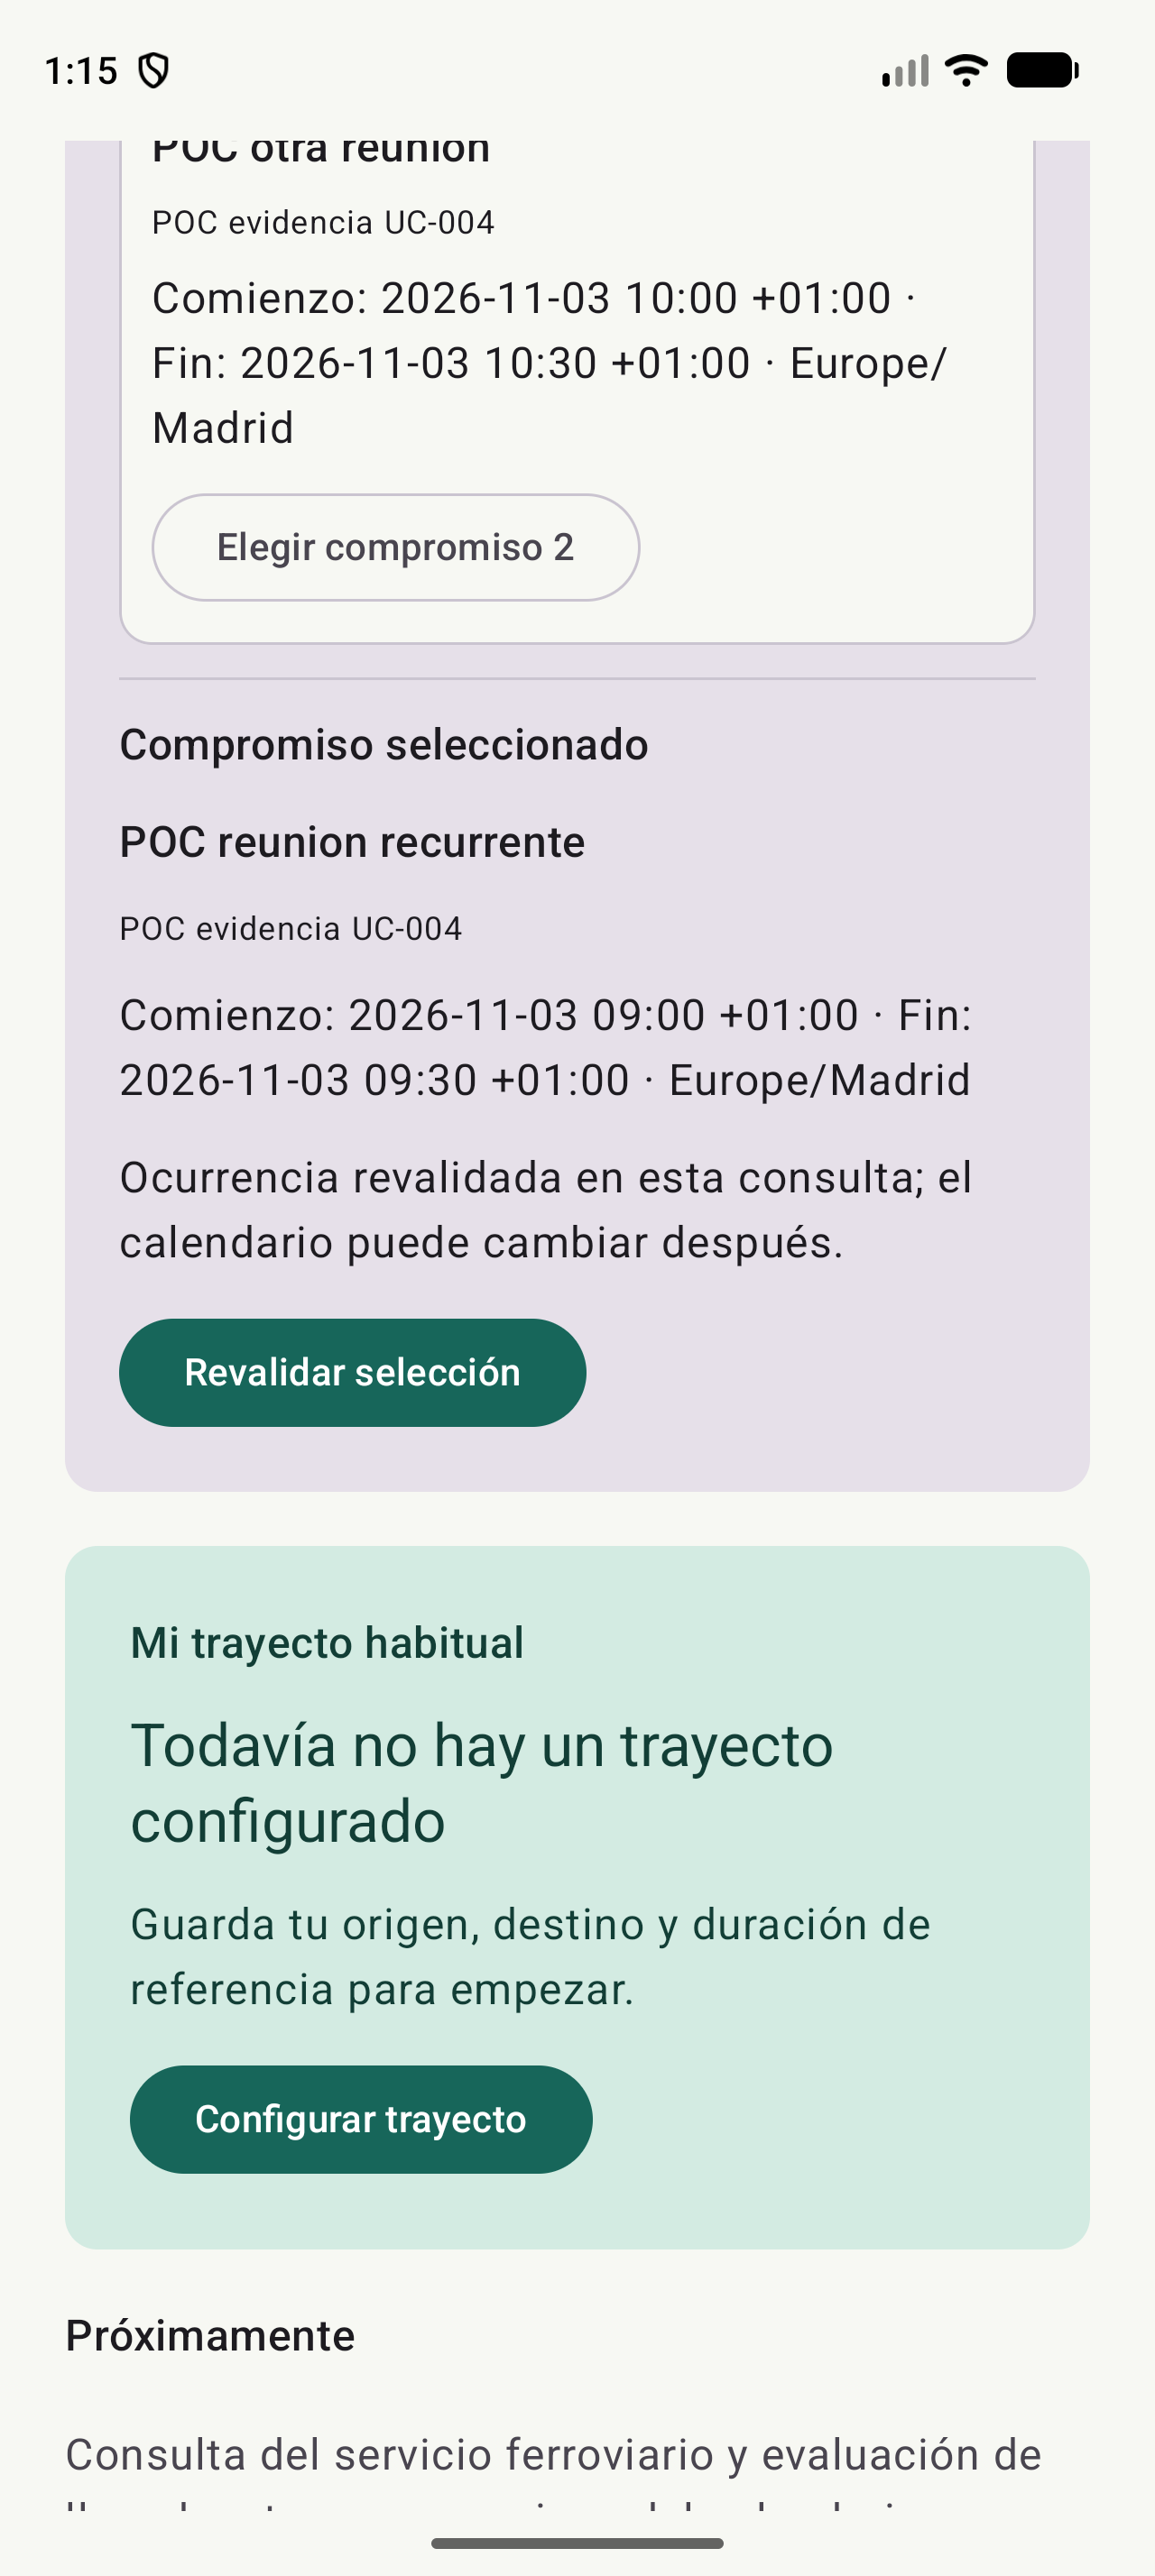 1:15
POC otra reunion
POC evidencia UC-004
Comienzo: 2026-11-03 10:00 +01:00 ·
Fin: 2026-11-03 10:30 +01:00 · Europe/
Madrid
Elegir compromiso 2
Compromiso seleccionado
POC reunion recurrente
POC evidencia UC-004
Comienzo: 2026-11-03 09:00 +01:00 · Fin:
2026-11-03 09:30 +01:00 · Europe/Madrid
Ocurrencia revalidada en esta consulta; el
calendario puede cambiar después.
Revalidar selección
Mi trayecto habitual
Todavía no hay un trayecto
configurado
Guarda tu origen, destino y duración de
referencia para empezar.
Configurar trayecto
Próximamente
Consulta del servicio ferroviario y evaluación de